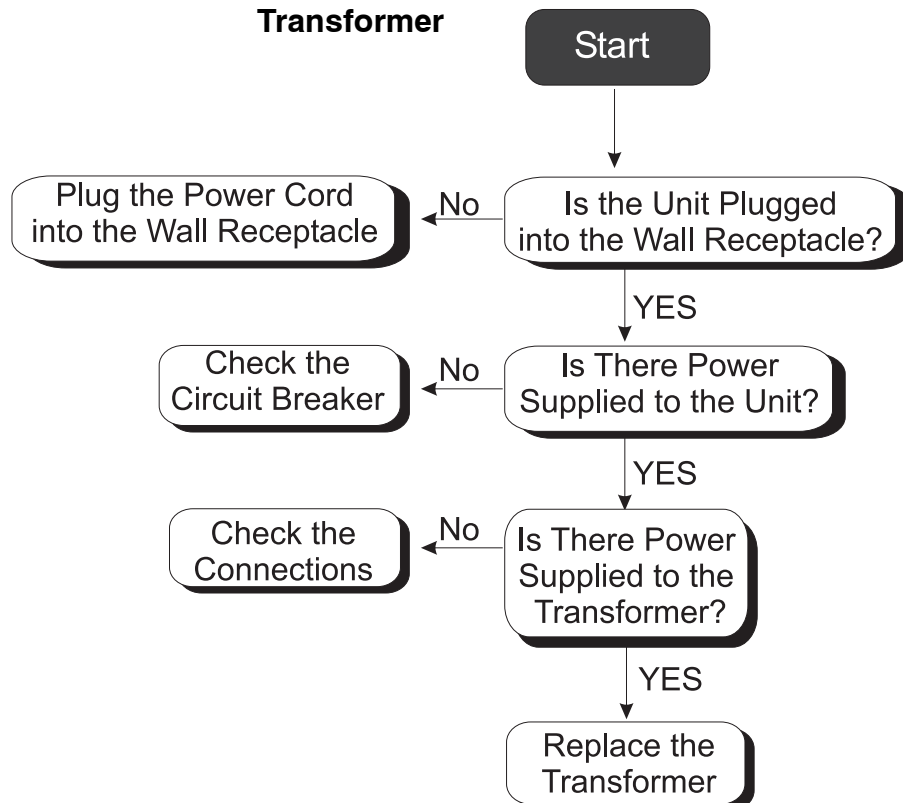 Transformer
Start
Is the Unit Plugged
into the Wall Receptacle?
No
Plug the Power Cord
into the Wall Receptacle
YES
Is There Power
Supplied to the Unit?
No
Check the
Circuit Breaker
YES
Is There Power
Supplied to the
Transformer?
No
Check the
Connections
YES
Replace the
Transformer